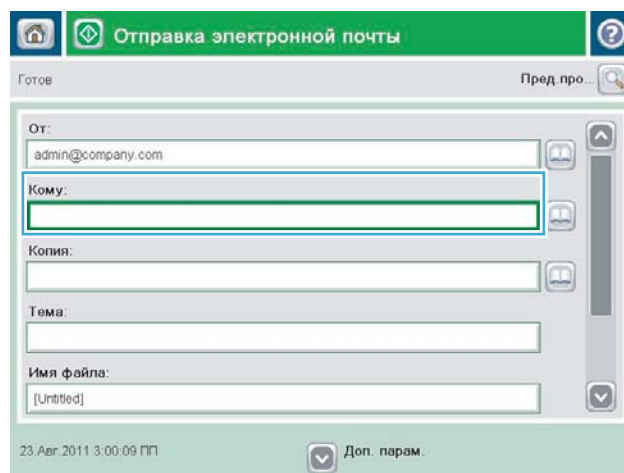 Отправка электронной почты
Готов
Пред.про...
От:
admin@company.com
Кому:
Копия:
Тема:
Имя файла:
[Untitled]
23 Авг 2011 3:00:09 ПП
Доп. парам.